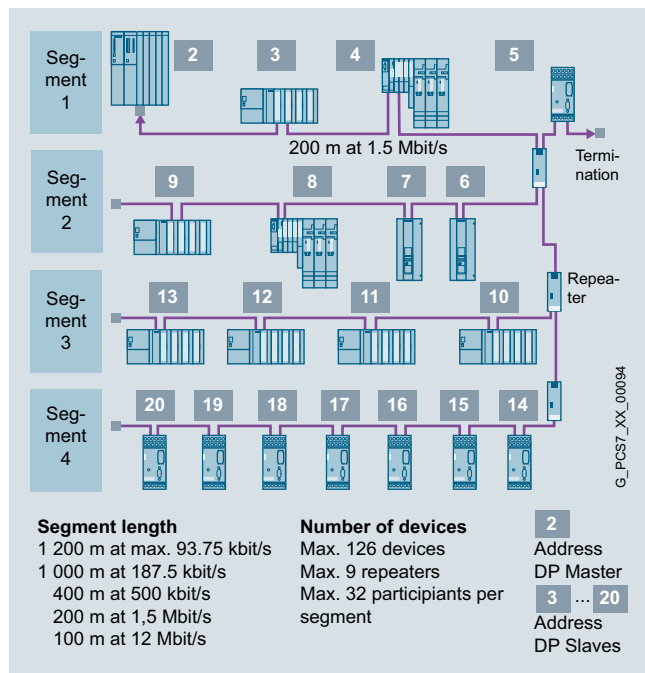 Seg-
ment
1
2
3
4
5
200 m at 1.5 Mbit/s
Termi-
nation
Seg-
ment
2
9
8
7
6
Repea-
ter
Seg-
ment
3
13
12
11
10
Seg-
ment
4
20
19
18
17
16
15
14
G_PCS7_XX_00094
Segment length
1 200 m at max. 93.75 kbit/s
1 000 m at 187.5 kbit/s
400 m at 500 kbit/s
200 m at 1,5 Mbit/s
100 m at 12 Mbit/s
Number of devices
Max. 126 devices
Max. 9 repeaters
Max. 32 participiants per
segment
2
Address
DP Master
3 ... 20
Address
DP Slaves